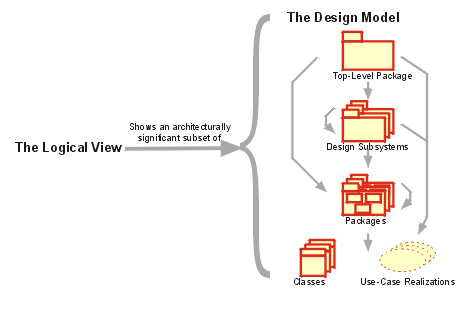 The Design Model
Top-Level Package
Shows an architecturally
significant subset of
The Logical View
Design Subsystems
Packages
Classes
Use-Case Realizations